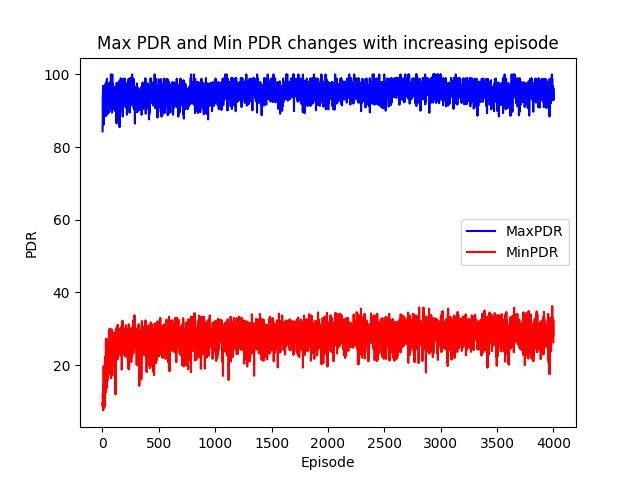 Max PDR and Min PDR changes with increasing episode
100
80
60
40
20
PDR
MaxPDR
MinPDR
0 500 1000 1500 2000 2500 3000 3500 4000
Episode